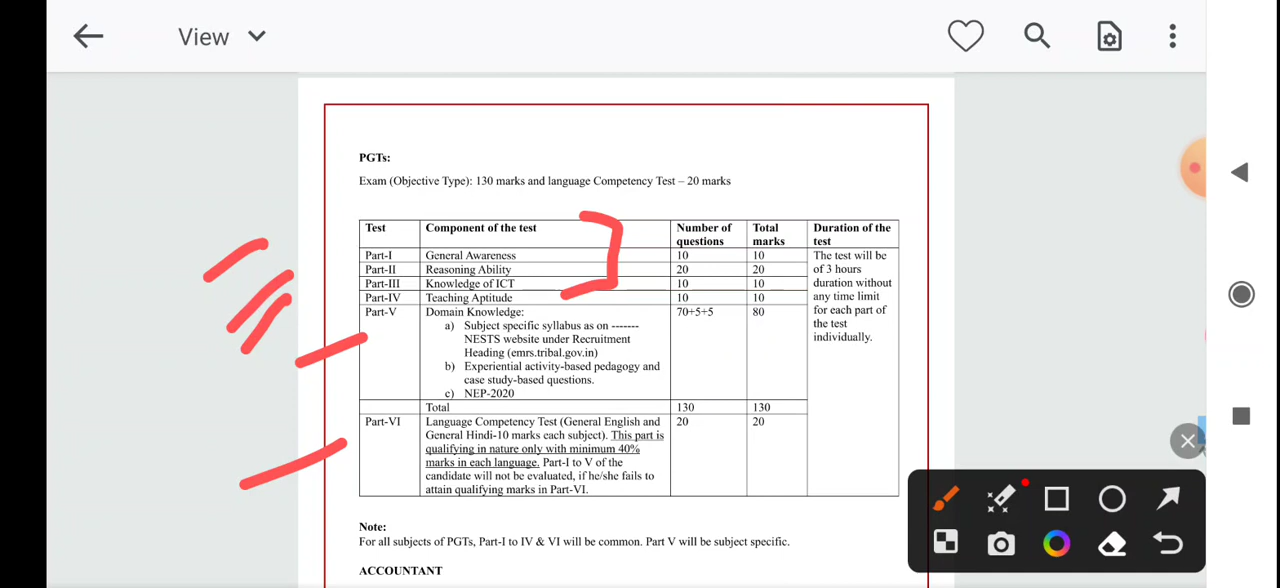 View
PGTs:
Exam (Objective Type): 130 marks and language Competency Test – 20 marks
Test Component of the test Number of questions Total marks Duration of the test
Part-I General Awareness 10 10 The test will be of 3 hours duration without any time limit for each part of the test individually.
Part-II Reasoning Ability 20 20
Part-III Knowledge of ICT 10 10
Part-IV Teaching Aptitude 10 10
Part-V Domain Knowledge: 70+5+5 80
a) Subject specific syllabus as on -------
NESTS website under Recruitment
Heading (emrs.tribal.gov.in)
b) Experiential activity-based pedagogy and
case study-based questions.
c) NEP-2020
Total 130 130
Part-VI Language Competency Test (General English and 20 20
General Hindi-10 marks each subject). This part is
qualifying in nature only with minimum 40%
marks in each language. Part-I to V of the
candidate will not be evaluated, if he/she fails to
attain qualifying marks in Part-VI.
Note:
For all subjects of PGTs, Part-I to IV & VI will be common. Part V will be subject specific.
ACCOUNTANT